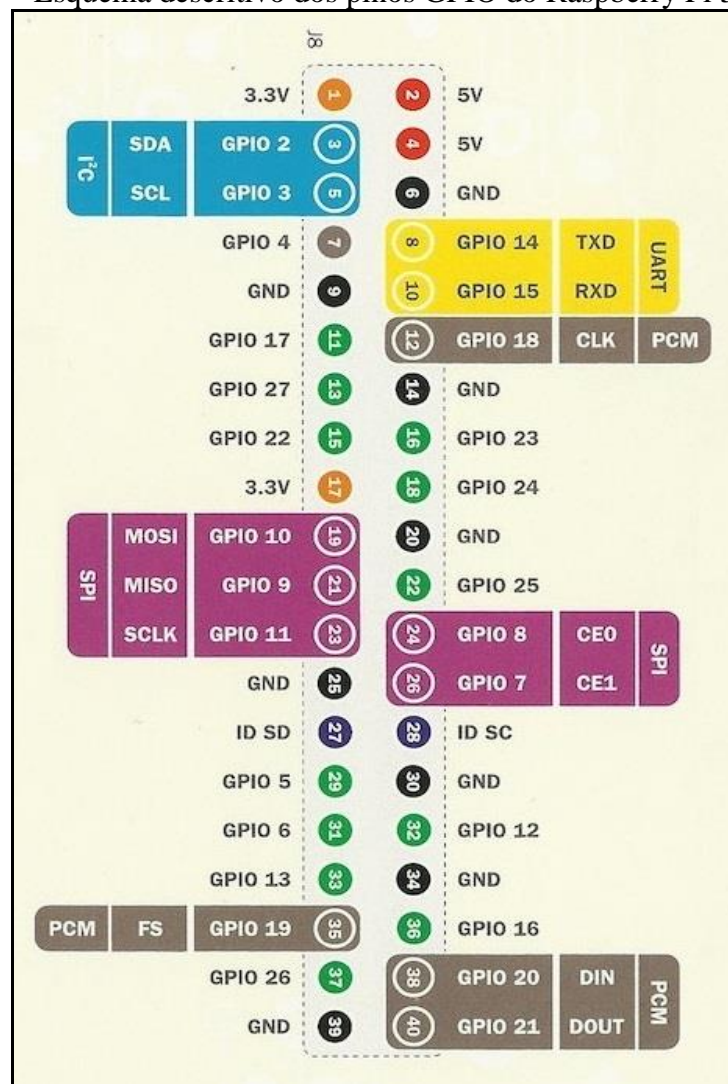 Esquema descritivo dos pinos GPIO do Raspberry PI
J8
3.3V 1 2 5V
I²C SDA GPIO 2 3 4 5V
SCL GPIO 3 5 6 GND
GPIO 4 7 8 GPIO 14 TXD UART
GND 9 10 GPIO 15 RXD
GPIO 17 11 12 GPIO 18 CLK PCM
GPIO 27 13 14 GND
GPIO 22 15 16 GPIO 23
3.3V 17 18 GPIO 24
MOSI GPIO 10 19 20 GND
SPI MISO GPIO 9 21 22 GPIO 25
SCLK GPIO 11 23 24 GPIO 8 CE0 SPI
GND 25 26 GPIO 7 CE1
ID SD 27 28 ID SC
GPIO 5 29 30 GND
GPIO 6 31 32 GPIO 12
GPIO 13 33 34 GND
PCM FS GPIO 19 35 36 GPIO 16
GPIO 26 37 38 GPIO 20 DIN PCM
GND 39 40 GPIO 21 DOUT